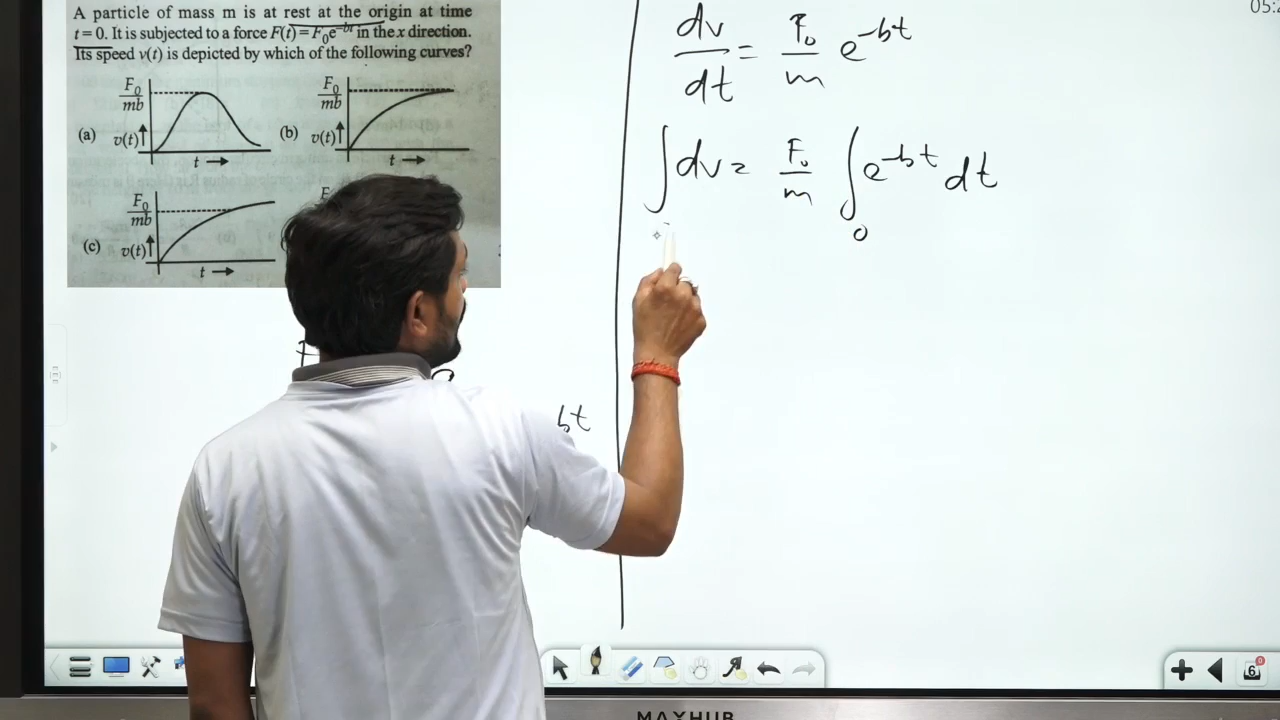 05:2
A particle of mass m is at rest at the origin at time
t = 0. It is subjected to a force F(t) = F₀e⁻ᵇᵗ in the x direction.
Its speed v(t) is depicted by which of the following curves?
(a) F₀/mb v(t)↑ t →
(b) F₀/mb v(t)↑ t →
(c) F₀/mb v(t)↑ t →
F
bt
dv/dt = F₀/m e⁻ᵇᵗ
∫dv = F₀/m ∫₀ e⁻ᵇᵗ dt
6
MAXHUB